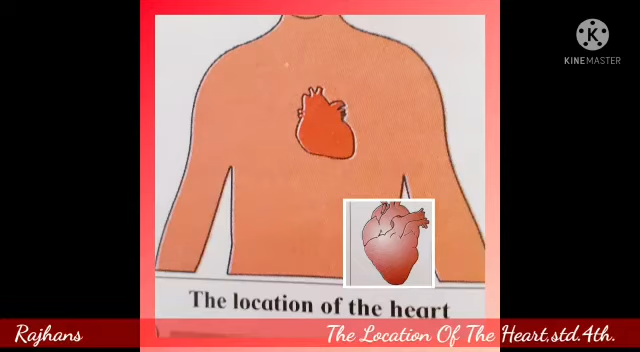 K
KINEMASTER
The location of the heart
Rajhans
The Location Of The Heart,std.4th.